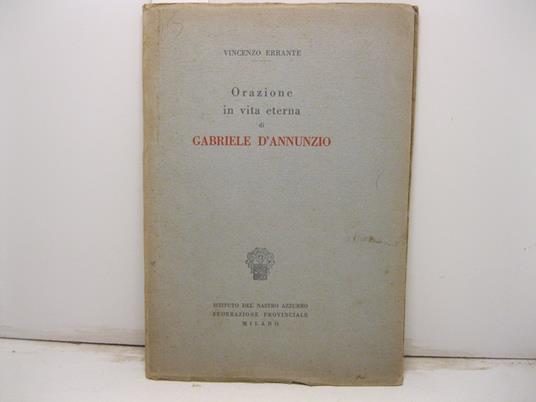 VINCENZO ERRANTE
Orazione
in vita eterna
di
GABRIELE D'ANNUNZIO
ISTITUTO DEL NASTRO AZZURRO
FEDERAZIONE PROVINCIALE
MILANO